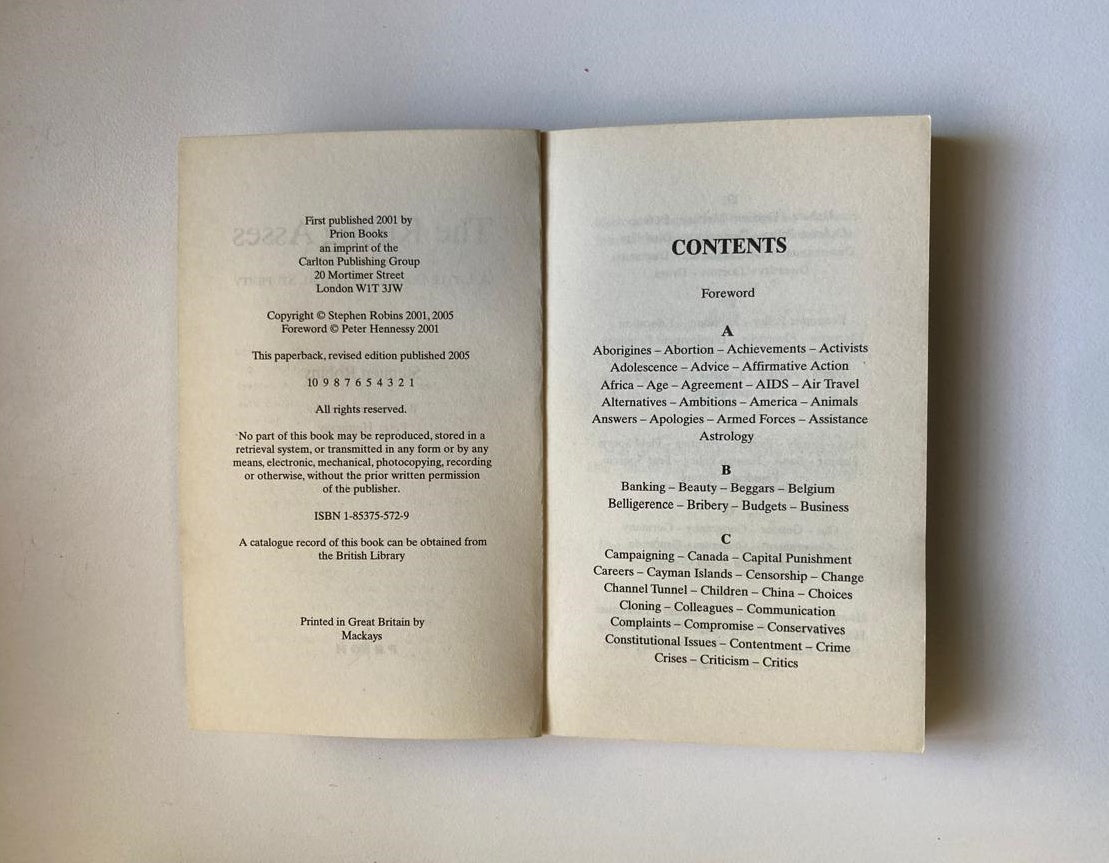 First published 2001 by
Prion Books
an imprint of the
Carlton Publishing Group
20 Mortimer Street
London W1T 3JW
Copyright © Stephen Robins 2001, 2005
Foreword © Peter Hennessy 2001
This paperback, revised edition published 2005
10 9 8 7 6 5 4 3 2 1
All rights reserved.
No part of this book may be reproduced, stored in a
retrieval system, or transmitted in any form or by any
means, electronic, mechanical, photocopying, recording
or otherwise, without the prior written permission
of the publisher.
ISBN 1-85375-572-9
A catalogue record of this book can be obtained from
the British Library
Printed in Great Britain by
Mackays
CONTENTS
Foreword
A
Aborigines – Abortion – Achievements – Activists
Adolescence – Advice – Affirmative Action
Africa – Age – Agreement – AIDS – Air Travel
Alternatives – Ambitions – America – Animals
Answers – Apologies – Armed Forces – Assistance
Astrology
B
Banking – Beauty – Beggars – Belgium
Belligerence – Bribery – Budgets – Business
C
Campaigning – Canada – Capital Punishment
Careers – Cayman Islands – Censorship – Change
Channel Tunnel – Children – China – Choices
Cloning – Colleagues – Communication
Complaints – Compromise – Conservatives
Constitutional Issues – Contentment – Crime
Crises – Criticism – Critics